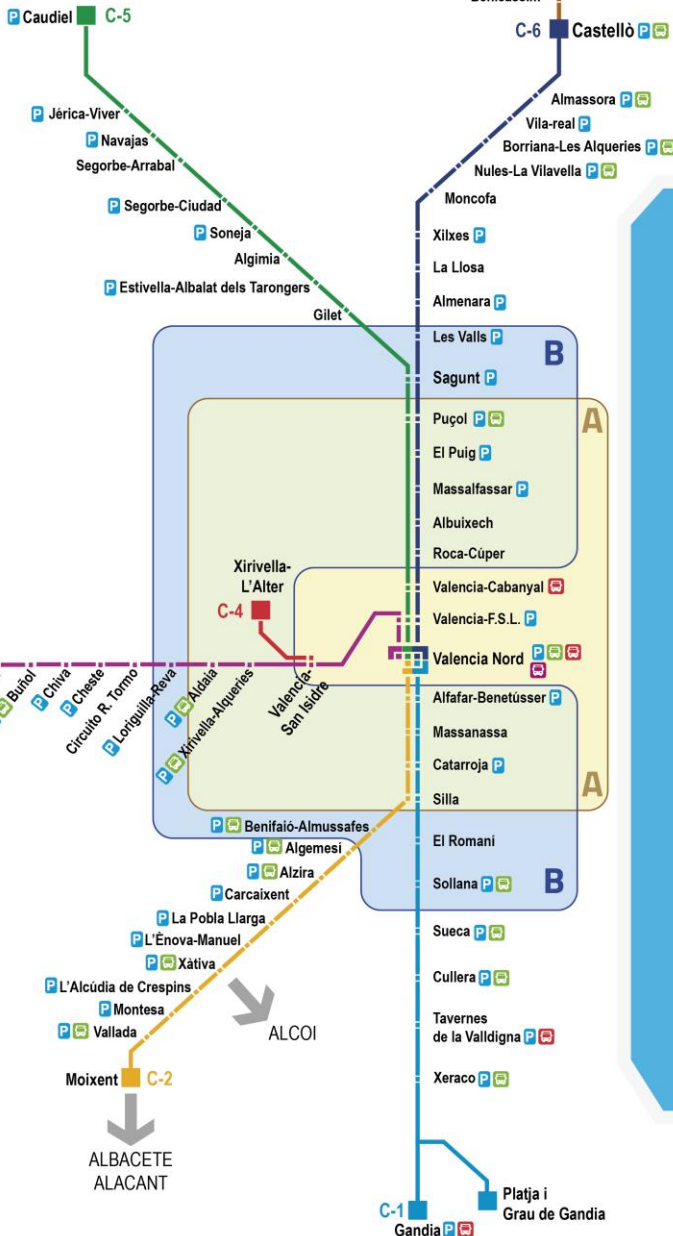 P Caudiel C-5
C-6 Castellò P
Almassora P
Vila-real P
Borriana-Les Alqueries P
Nules-La Vilavella P
Moncofa
P Jérica-Viver
P Navajas
Segorbe-Arrabal
P Segorbe-Ciudad
P Soneja
Algimia
P Estivella-Albalat dels Tarongers
Gilet
Xilxes P
La Llosa
Almenara P
Les Valls P
B
Sagunt P
A
Puçol P
El Puig P
Massalfassar P
Albuixech
Roca-Cúper
Xirivella-
L'Alter
C-4
Valencia-Cabanyal
Valencia-F.S.L. P
Valencia Nord P
Buñol
P Chiva
P Cheste
Circuito R. Tormo
P Loriguilla-Reva
P Aldaia
P Xirivella-Alqueries
Valencia-
San Isidre
Alfafar-Benetússer P
Massanassa
Catarroja P
A
Silla
P Benifaió-Almussafes
P Algemesí
P Alzira
P Carcaixent
P La Pobla Llarga
P L'Ènova-Manuel
P Xàtiva
P L'Alcúdia de Crespins
P Montesa
P Vallada
Moixent C-2
ALCOI
ALBACETE
ALACANT
El Romaní
Sollana P
B
Sueca P
Cullera P
Tavernes
de la Valldigna P
Xeraco P
C-1
Gandia P
Platja i
Grau de Gandia